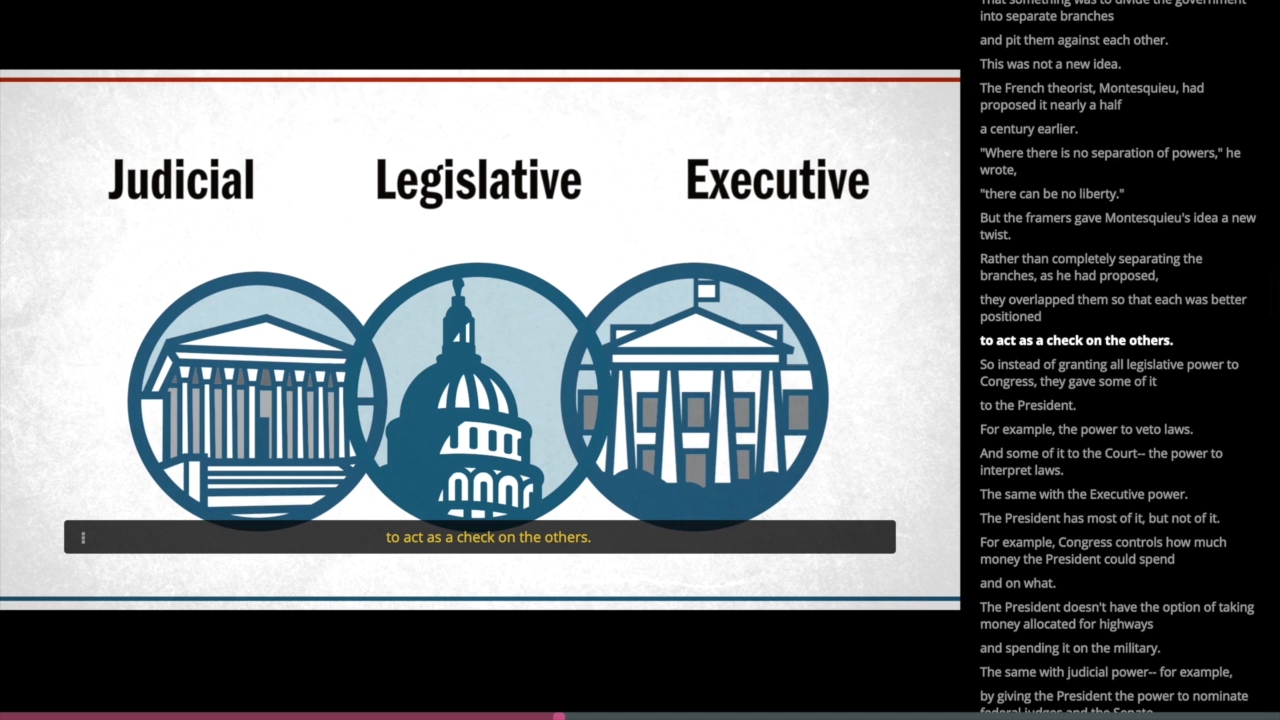 Judicial Legislative Executive
to act as a check on the others.
That something was to divide the government
into separate branches
and pit them against each other.
This was not a new idea.
The French theorist, Montesquieu, had
proposed it nearly a half
a century earlier.
"Where there is no separation of powers," he
wrote,
"there can be no liberty."
But the framers gave Montesquieu's idea a new
twist.
Rather than completely separating the
branches, as he had proposed,
they overlapped them so that each was better
positioned
to act as a check on the others.
So instead of granting all legislative power to
Congress, they gave some of it
to the President.
For example, the power to veto laws.
And some of it to the Court-- the power to
interpret laws.
The same with the Executive power.
The President has most of it, but not of it.
For example, Congress controls how much
money the President could spend
and on what.
The President doesn't have the option of taking
money allocated for highways
and spending it on the military.
The same with judicial power-- for example,
by giving the President the power to nominate
federal judges and the Senate